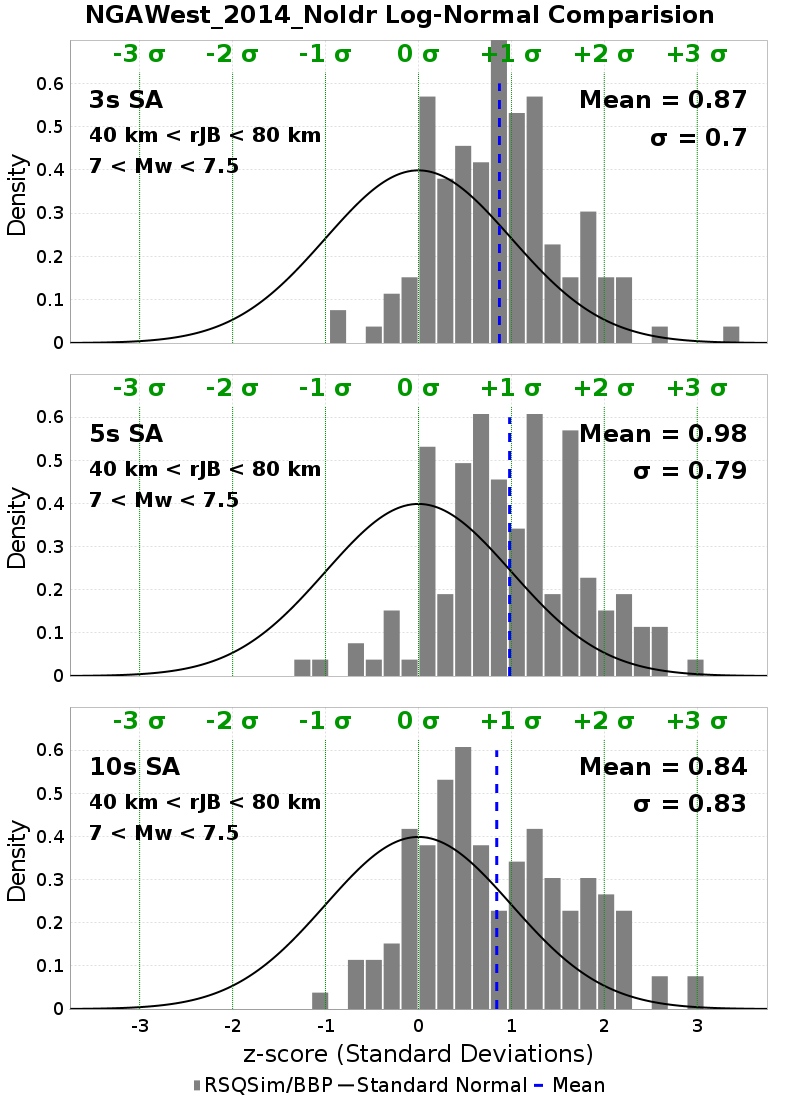 NGAWest_2014_NoIdr Log-Normal Comparision
-3 σ -2 σ -1 σ 0 σ +1 σ +2 σ +3 σ
3s SA
Mean = 0.87
40 km < rJB < 80 km
σ = 0.7
7 < Mw < 7.5
Density
0.6
0.5
0.4
0.3
0.2
0.1
0
-3 σ -2 σ -1 σ 0 σ +1 σ +2 σ +3 σ
5s SA
Mean = 0.98
40 km < rJB < 80 km
σ = 0.79
7 < Mw < 7.5
Density
0.6
0.5
0.4
0.3
0.2
0.1
0
-3 σ -2 σ -1 σ 0 σ +1 σ +2 σ +3 σ
10s SA
Mean = 0.84
40 km < rJB < 80 km
σ = 0.83
7 < Mw < 7.5
Density
0.6
0.5
0.4
0.3
0.2
0.1
0
-3 -2 -1 0 1 2 3
z-score (Standard Deviations)
RSQSim/BBP Standard Normal Mean